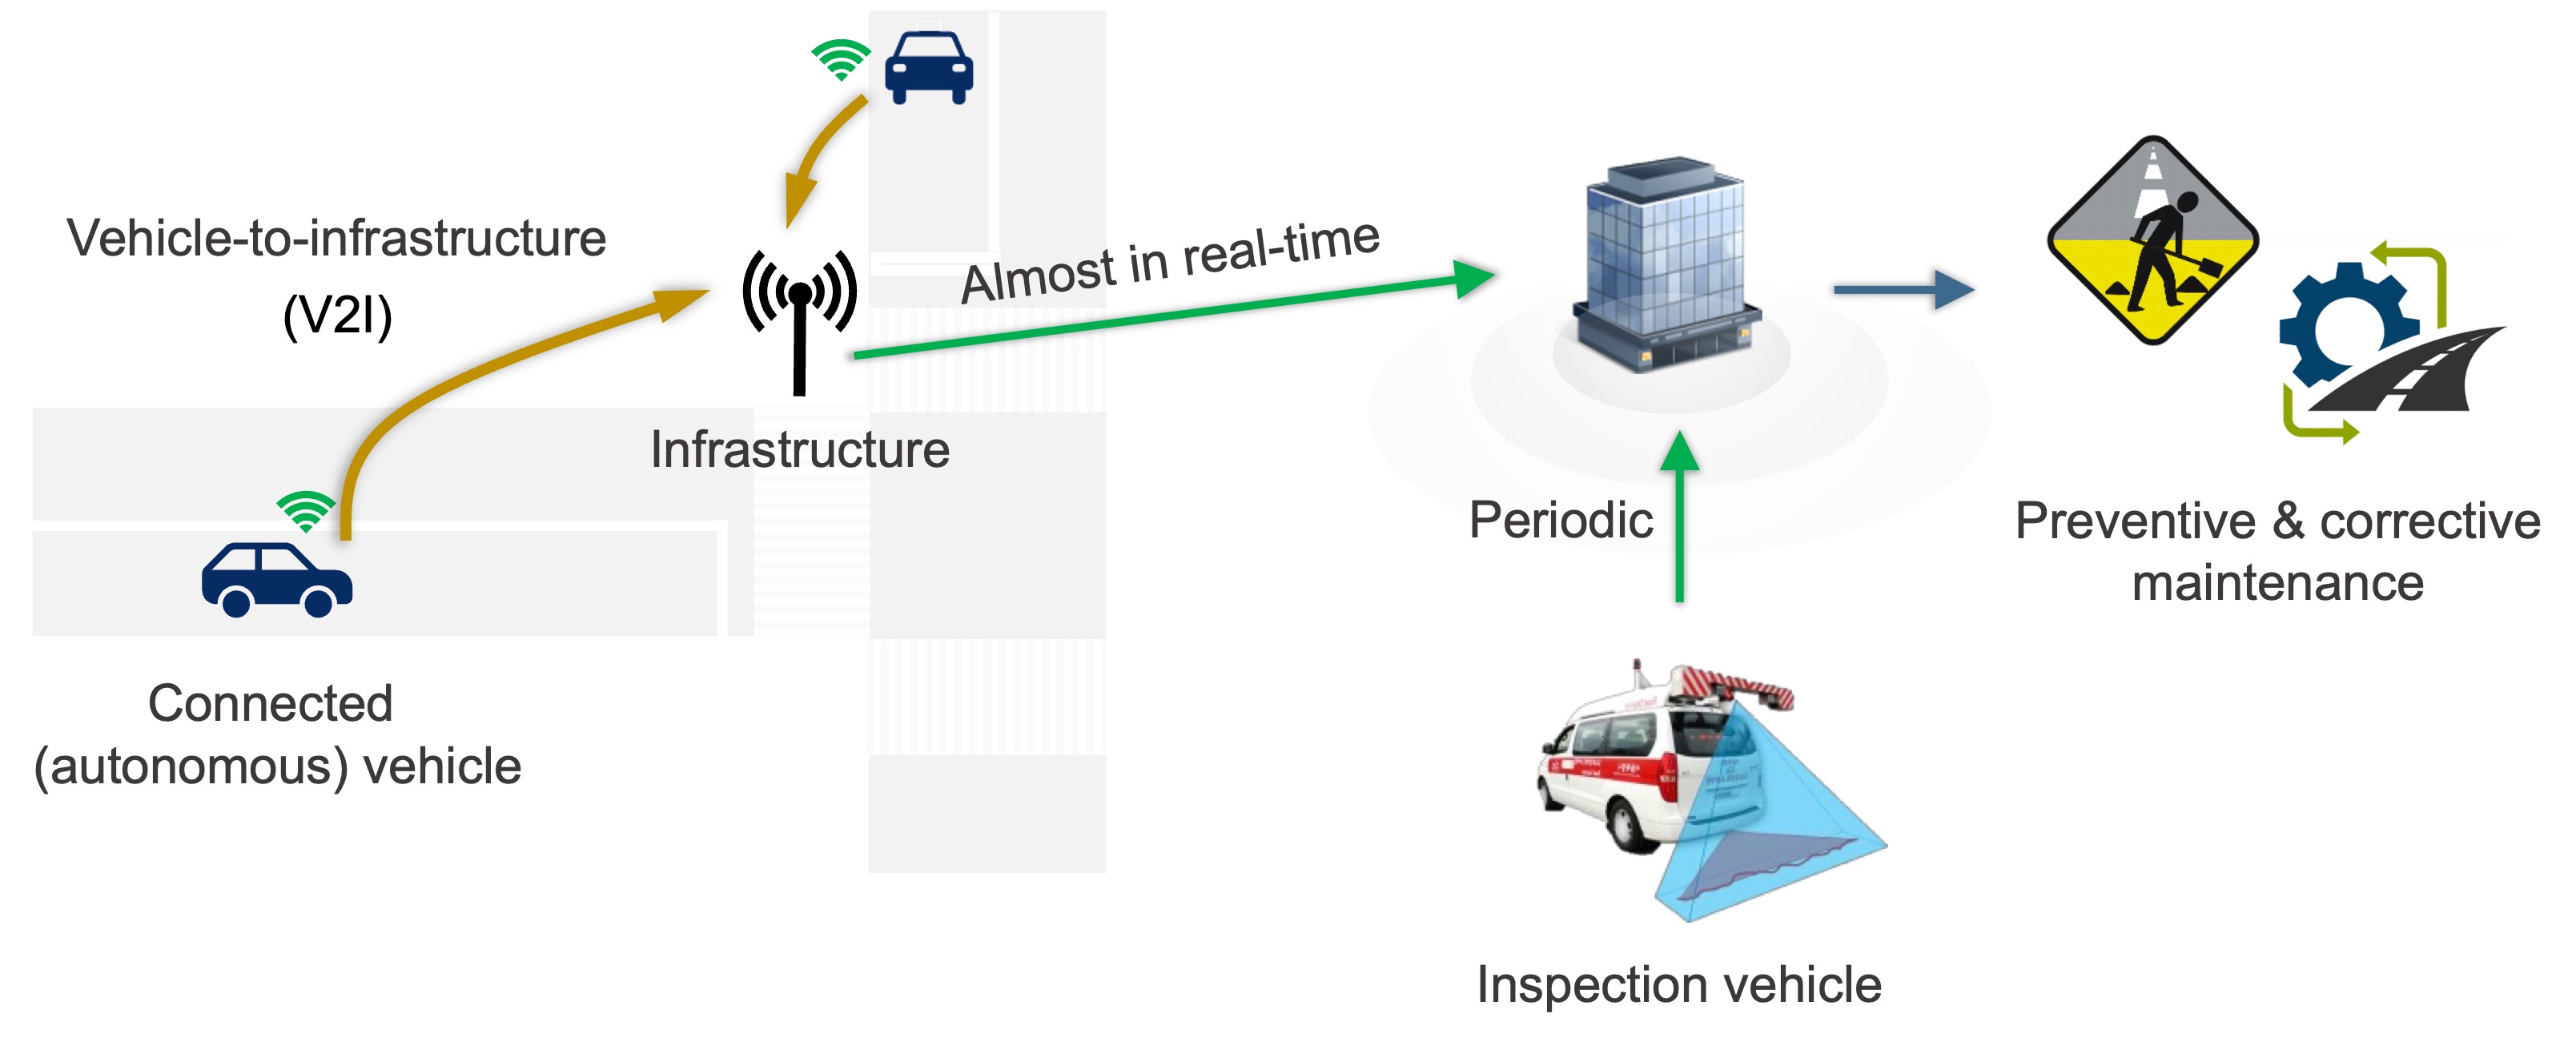 Vehicle-to-infrastructure
(V2I)
Almost in real-time
Infrastructure
Periodic
Preventive & corrective
maintenance
Connected
(autonomous) vehicle
Inspection vehicle